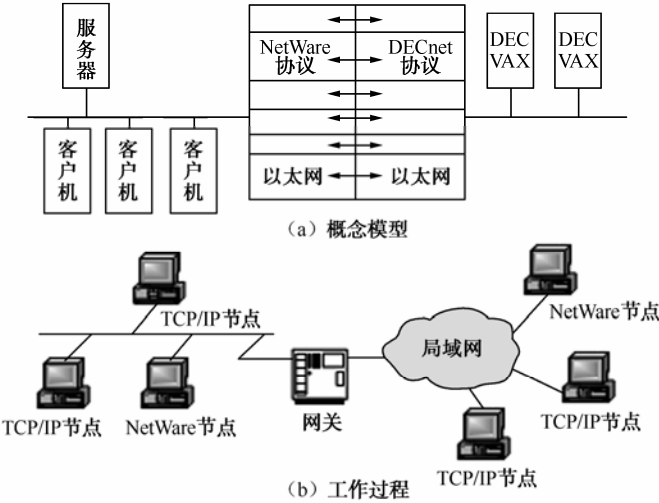 服务器
NetWare
协议
DECnet
协议
DEC
VAX
DEC
VAX
客户机
客户机
客户机
以太网
以太网
（a）概念模型
TCP/IP节点
NetWare节点
局域网
TCP/IP节点
NetWare节点
网关
TCP/IP节点
TCP/IP节点
（b）工作过程